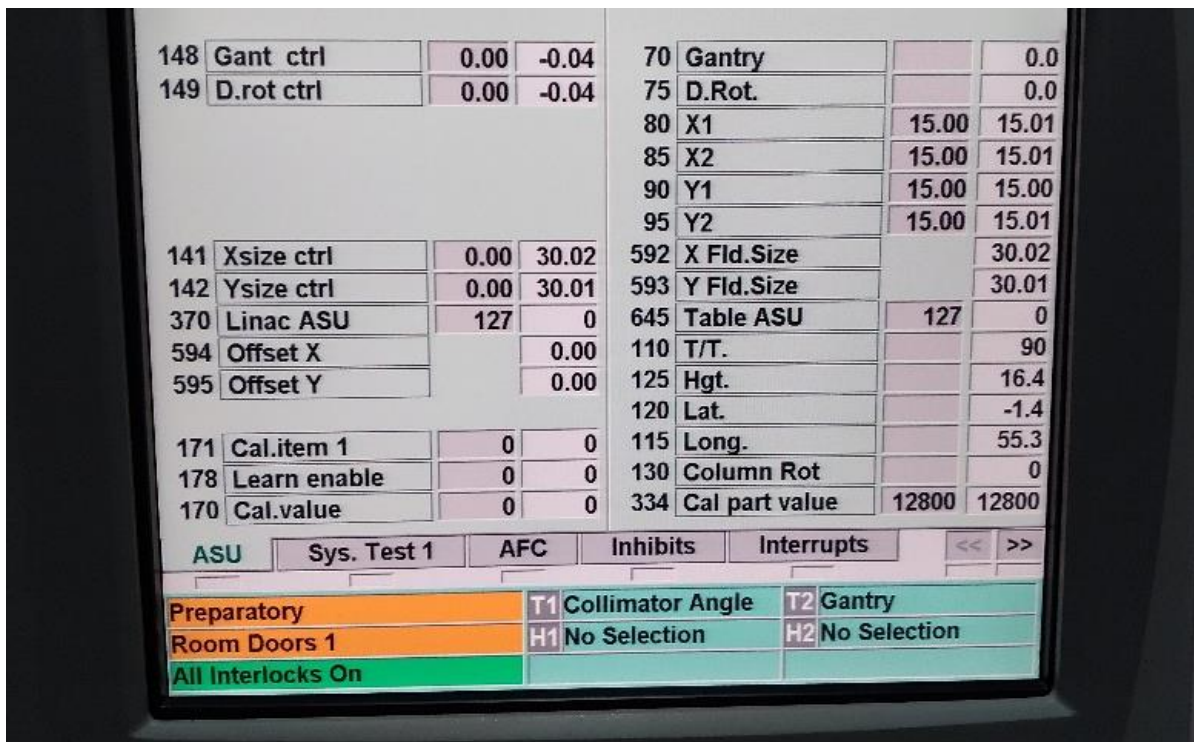 148 Gant ctrl 0.00 -0.04
149 D.rot ctrl 0.00 -0.04
141 Xsize ctrl 0.00 30.02
142 Ysize ctrl 0.00 30.01
370 Linac ASU 127 0
594 Offset X 0.00
595 Offset Y 0.00
171 Cal.item 1 0 0
178 Learn enable 0 0
170 Cal.value 0 0
70 Gantry 0.0
75 D.Rot. 0.0
80 X1 15.00 15.01
85 X2 15.00 15.01
90 Y1 15.00 15.00
95 Y2 15.00 15.01
592 X Fld.Size 30.02
593 Y Fld.Size 30.01
645 Table ASU 127 0
110 T/T. 90
125 Hgt. 16.4
120 Lat. -1.4
115 Long. 55.3
130 Column Rot 0
334 Cal part value 12800 12800
ASU Sys. Test 1 AFC Inhibits Interrupts << >>
Preparatory
Room Doors 1
All Interlocks On
T1 Collimator Angle T2 Gantry
H1 No Selection H2 No Selection